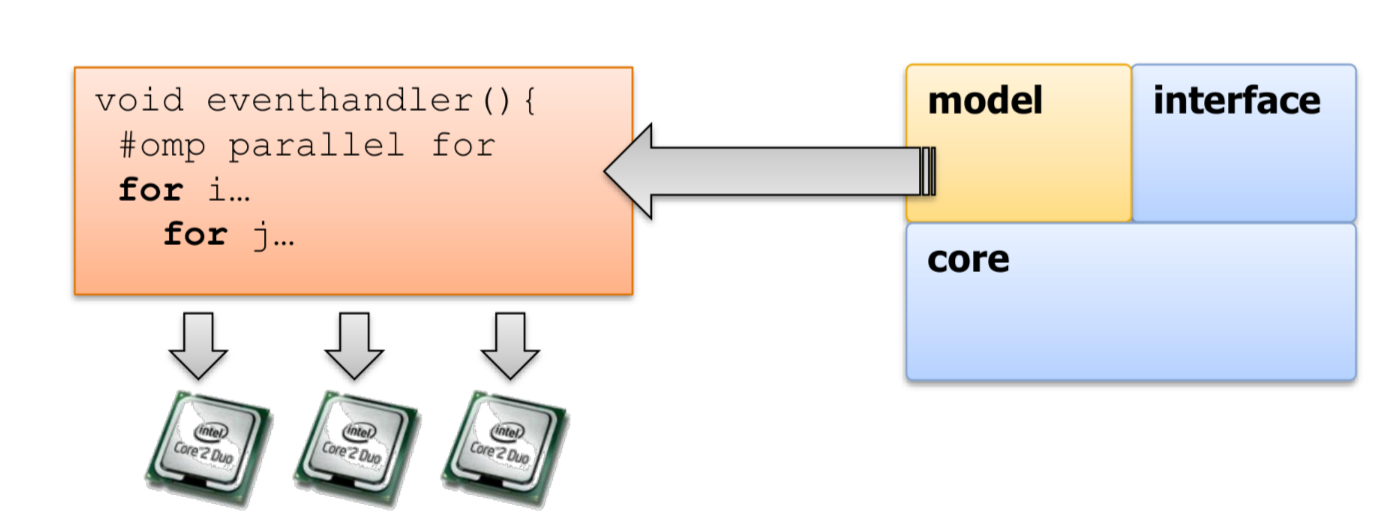 void eventhandler(){
#omp parallel for
for i…
for j…
model
interface
core
intel
Core 2 Duo
intel
Core 2 Duo
intel
Core 2 Duo